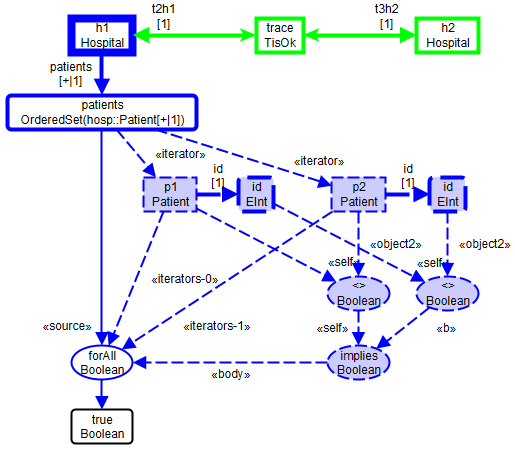 t2h1
[1]
t3h2
[1]
h1
Hospital
trace
TisOk
h2
Hospital
patients
[+|1]
patients
OrderedSet(hosp::Patient[+|1])
«iterator»
«iterator»
p1
Patient
id
[1]
id
EInt
p2
Patient
id
[1]
id
EInt
«object2»
«object2»
«self»
«self»
«iterators-0»
<>
Boolean
<>
Boolean
«source»
«iterators-1»
«self»
«b»
forAll
Boolean
implies
Boolean
«body»
true
Boolean